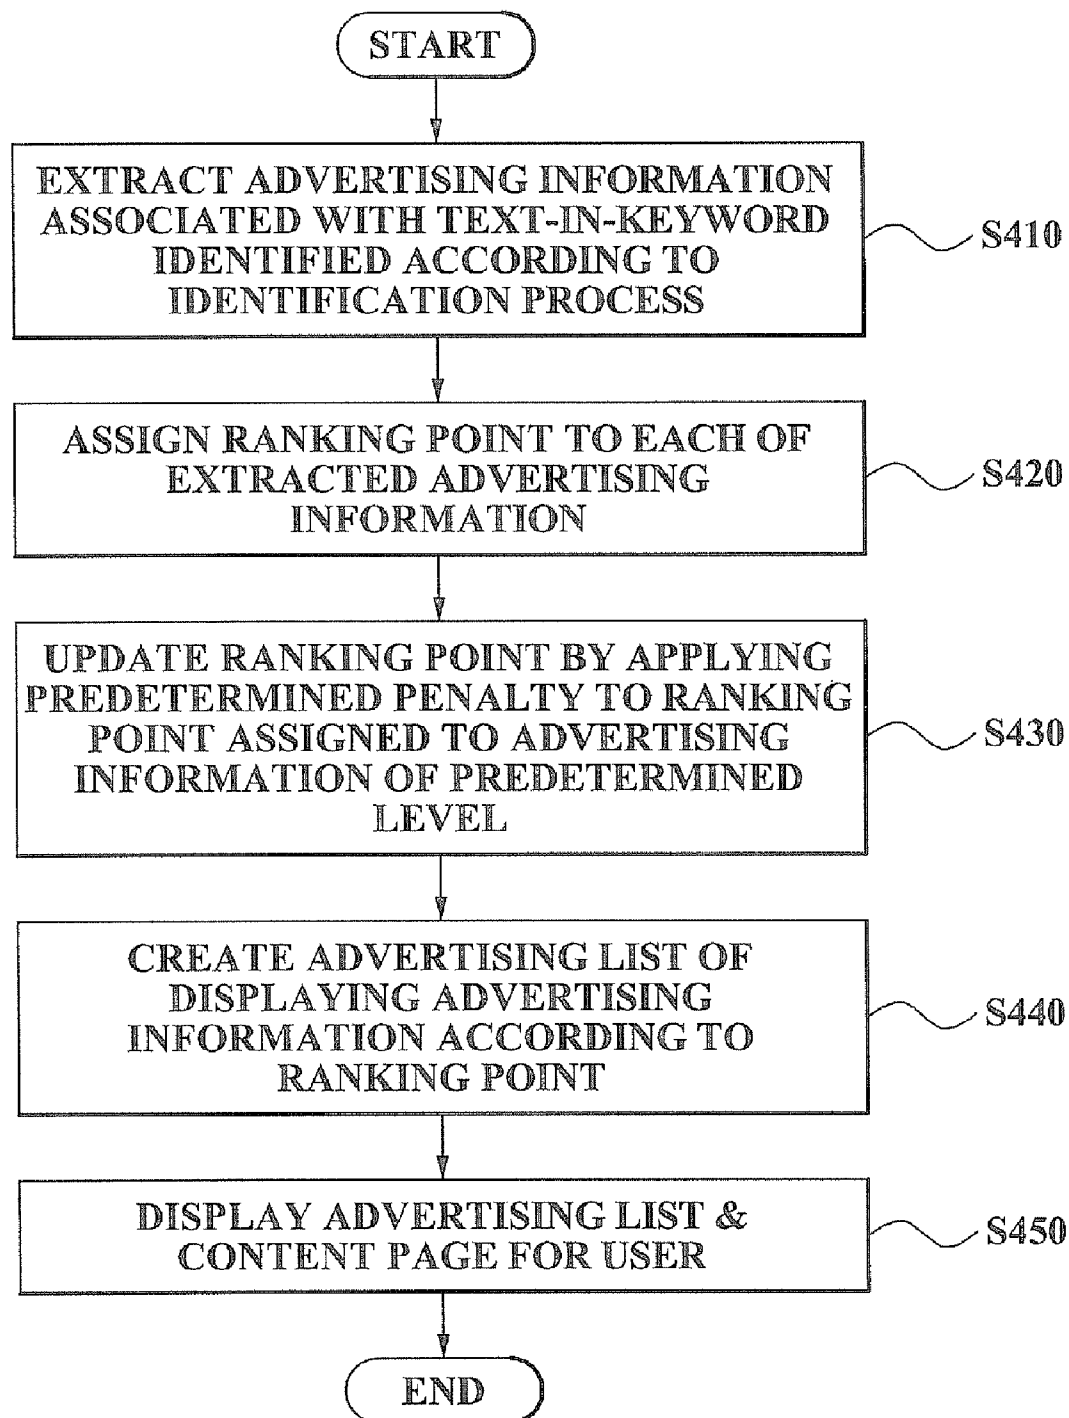 START
EXTRACT ADVERTISING INFORMATION
ASSOCIATED WITH TEXT-IN-KEYWORD
IDENTIFIED ACCORDING TO
IDENTIFICATION PROCESS
S410
ASSIGN RANKING POINT TO EACH OF
EXTRACTED ADVERTISING
INFORMATION
S420
UPDATE RANKING POINT BY APPLYING
PREDETERMINED PENALTY TO RANKING
POINT ASSIGNED TO ADVERTISING
INFORMATION OF PREDETERMINED
LEVEL
S430
CREATE ADVERTISING LIST OF
DISPLAYING ADVERTISING
INFORMATION ACCORDING TO
RANKING POINT
S440
DISPLAY ADVERTISING LIST &
CONTENT PAGE FOR USER
S450
END